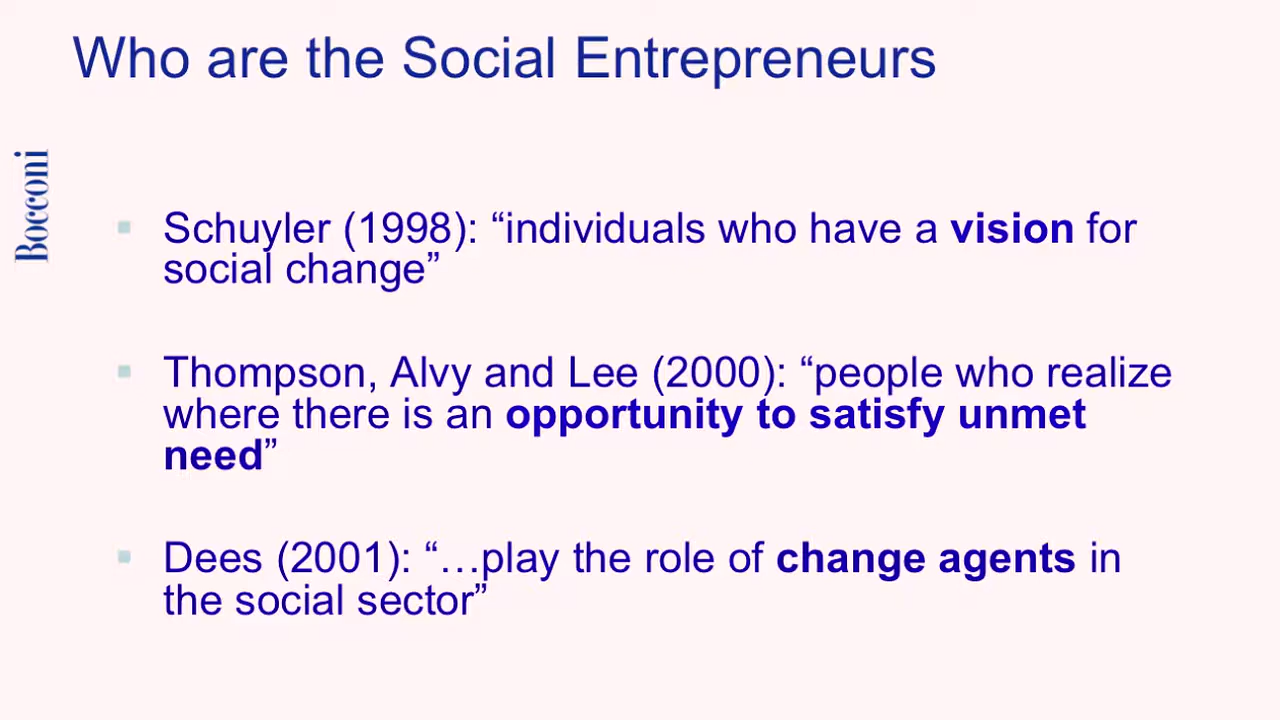 Who are the Social Entrepreneurs
Bocconi
Schuyler (1998): “individuals who have a vision for
social change”
Thompson, Alvy and Lee (2000): “people who realize
where there is an opportunity to satisfy unmet
need”
Dees (2001): “…play the role of change agents in
the social sector”